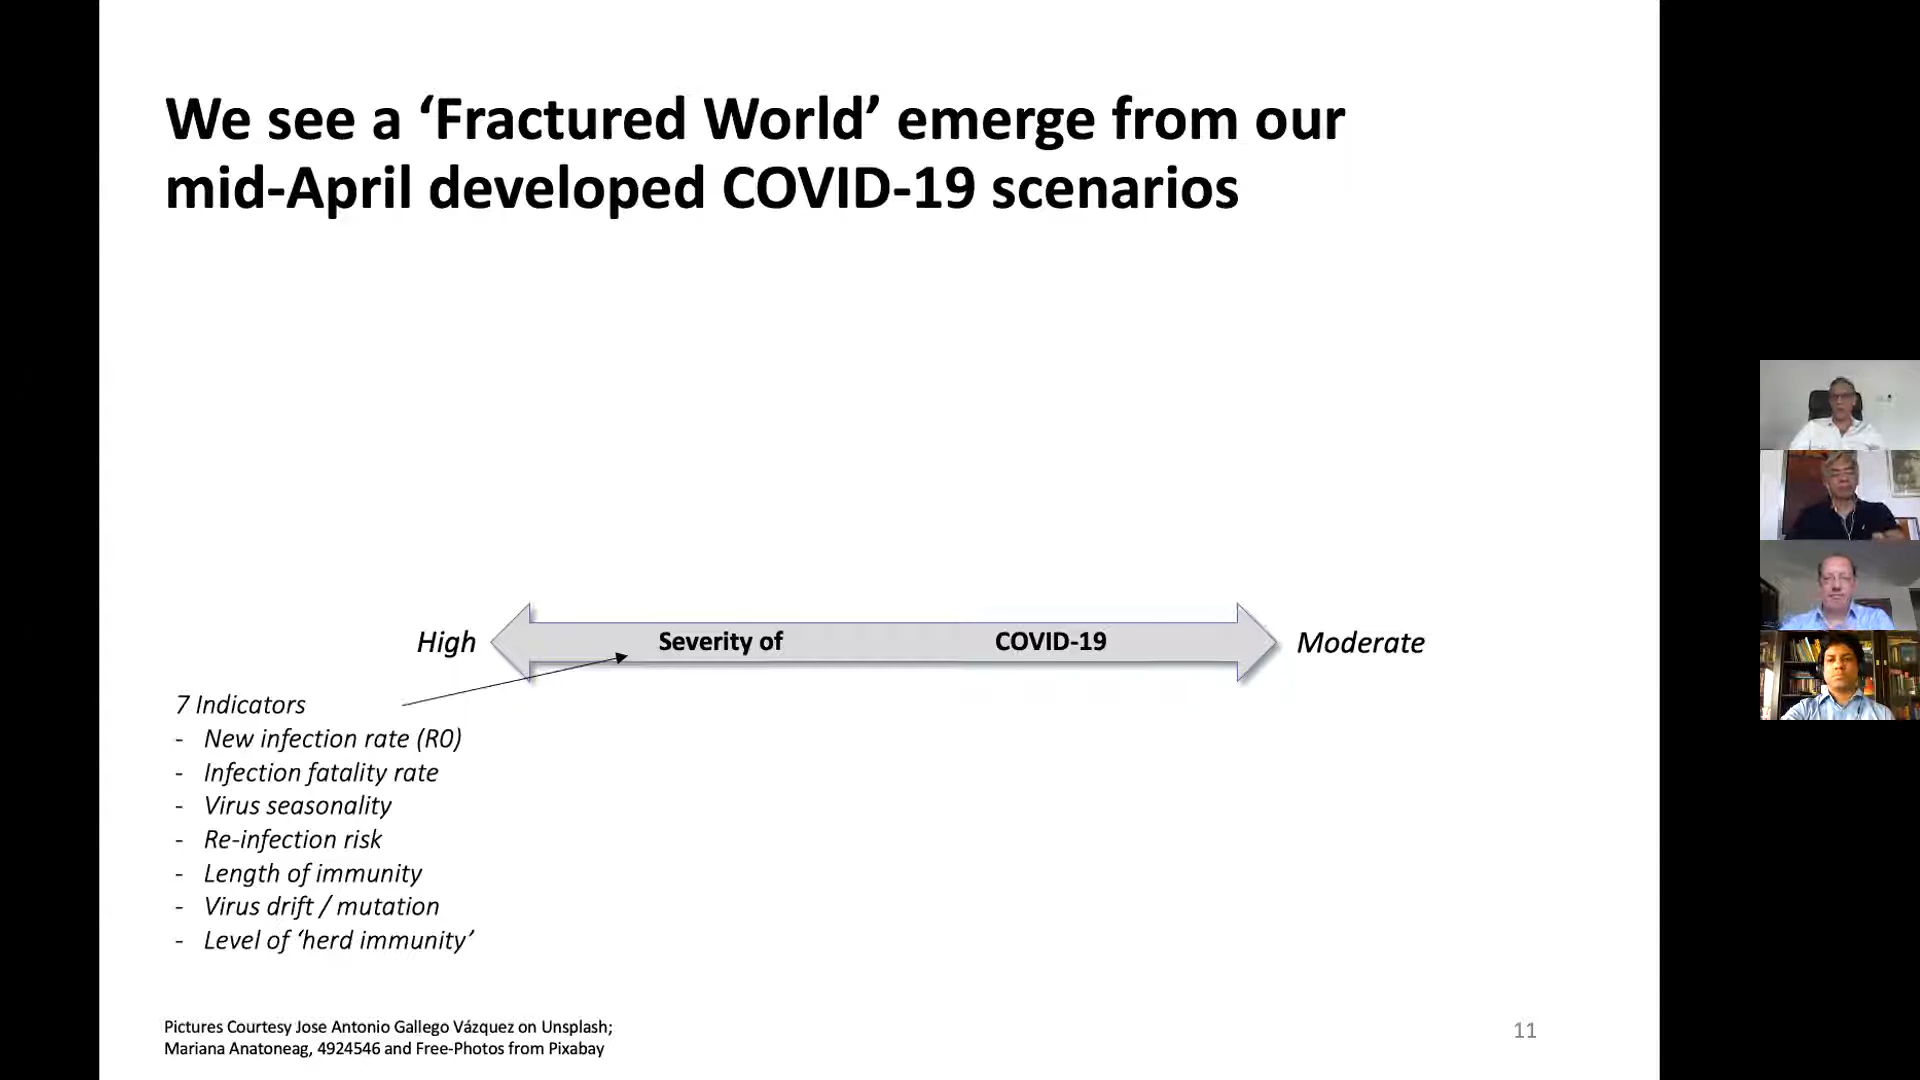 We see a ‘Fractured World’ emerge from our
mid-April developed COVID-19 scenarios
High
Severity of COVID-19
Moderate
7 Indicators
- New infection rate (R0)
- Infection fatality rate
- Virus seasonality
- Re-infection risk
- Length of immunity
- Virus drift / mutation
- Level of ‘herd immunity’
Pictures Courtesy Jose Antonio Gallego Vázquez on Unsplash;
Mariana Anatoneag, 4924546 and Free-Photos from Pixabay
11